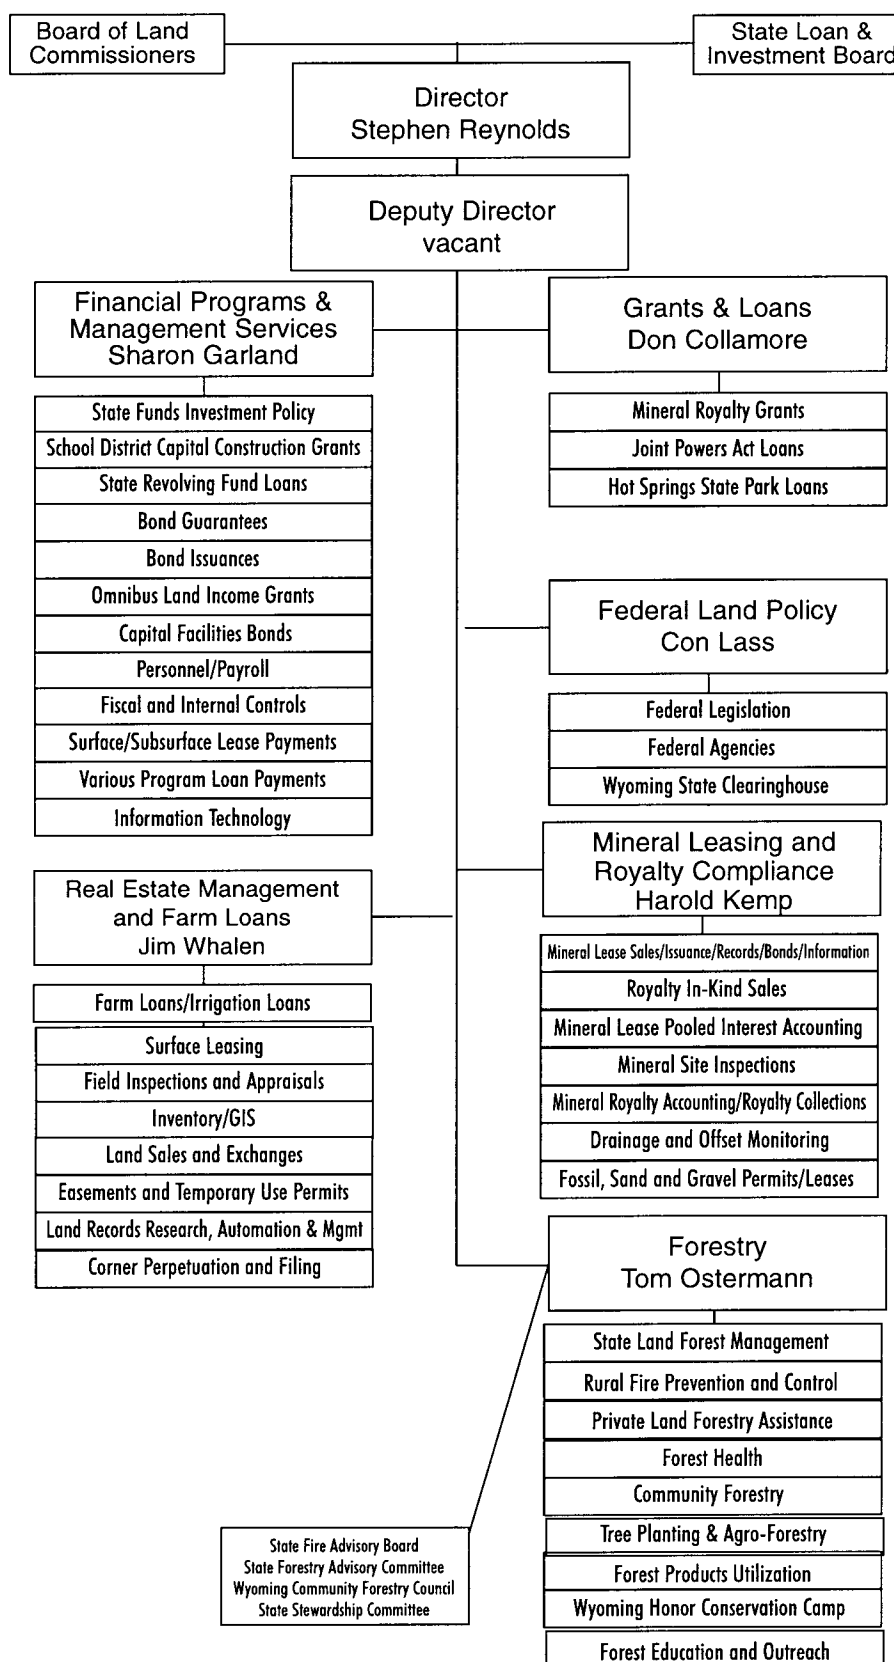 Board of Land
Commissioners
State Loan &
Investment Board
Director
Stephen Reynolds
Deputy Director
vacant
Financial Programs &
Management Services
Sharon Garland
State Funds Investment Policy
School District Capital Construction Grants
State Revolving Fund Loans
Bond Guarantees
Bond Issuances
Omnibus Land Income Grants
Capital Facilities Bonds
Personnel/Payroll
Fiscal and Internal Controls
Surface/Subsurface Lease Payments
Various Program Loan Payments
Information Technology
Grants & Loans
Don Collamore
Mineral Royalty Grants
Joint Powers Act Loans
Hot Springs State Park Loans
Federal Land Policy
Con Lass
Federal Legislation
Federal Agencies
Wyoming State Clearinghouse
Real Estate Management
and Farm Loans
Jim Whalen
Farm Loans/Irrigation Loans
Surface Leasing
Field Inspections and Appraisals
Inventory/GIS
Land Sales and Exchanges
Easements and Temporary Use Permits
Land Records Research, Automation & Mgmt
Corner Perpetuation and Filing
Mineral Leasing and
Royalty Compliance
Harold Kemp
Mineral Lease Sales/Issuance/Records/Bonds/Information
Royalty In-Kind Sales
Mineral Lease Pooled Interest Accounting
Mineral Site Inspections
Mineral Royalty Accounting/Royalty Collections
Drainage and Offset Monitoring
Fossil, Sand and Gravel Permits/Leases
Forestry
Tom Ostermann
State Land Forest Management
Rural Fire Prevention and Control
Private Land Forestry Assistance
Forest Health
Community Forestry
Tree Planting & Agro-Forestry
Forest Products Utilization
Wyoming Honor Conservation Camp
Forest Education and Outreach
State Fire Advisory Board
State Forestry Advisory Committee
Wyoming Community Forestry Council
State Stewardship Committee